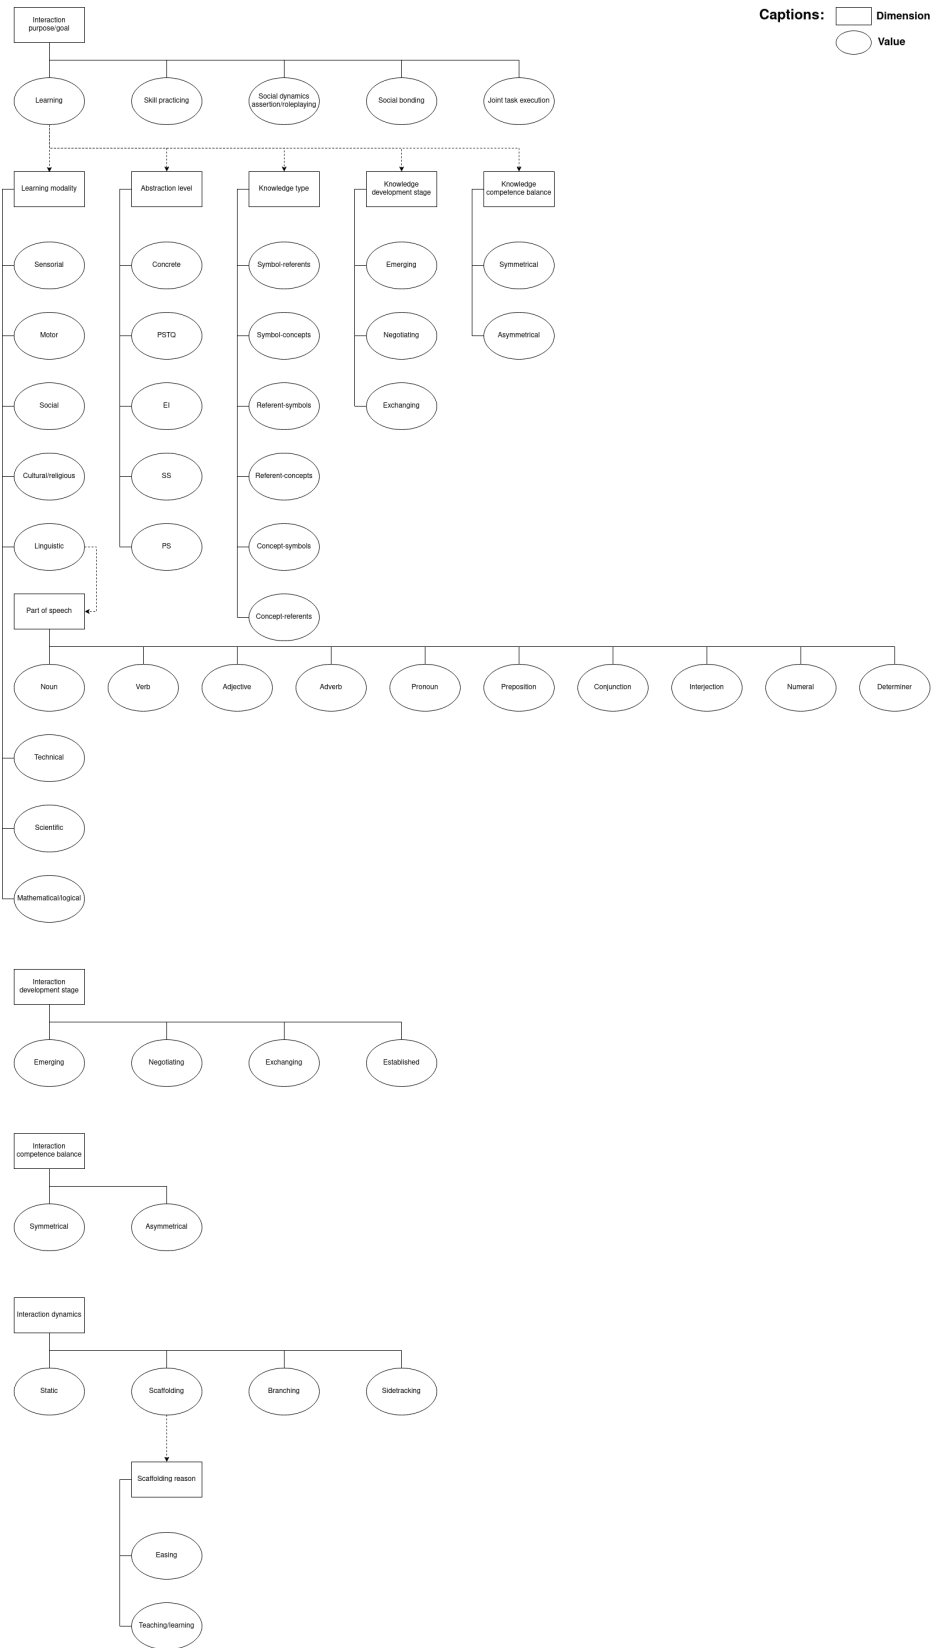 Interaction
purpose/goal
Captions:
Dimension
Value
Learning
Skill practicing
Social dynamics
assertion/roleplaying
Social bonding
Joint task execution
Learning modality
Abstraction level
Knowledge type
Knowledge
development stage
Knowledge
competence balance
Sensorial
Concrete
Symbol-referents
Emerging
Symmetrical
Motor
PSTQ
Symbol-concepts
Negotiating
Asymmetrical
Social
EI
Referent-symbols
Exchanging
Cultural/religious
SS
Referent-concepts
Linguistic
PS
Concept-symbols
Part of speech
Concept-referents
Noun
Verb
Adjective
Adverb
Pronoun
Preposition
Conjunction
Interjection
Numeral
Determiner
Technical
Scientific
Mathematical/logical
Interaction
development stage
Emerging
Negotiating
Exchanging
Established
Interaction
competence balance
Symmetrical
Asymmetrical
Interaction dynamics
Static
Scaffolding
Branching
Sidetracking
Scaffolding reason
Easing
Teaching/learning